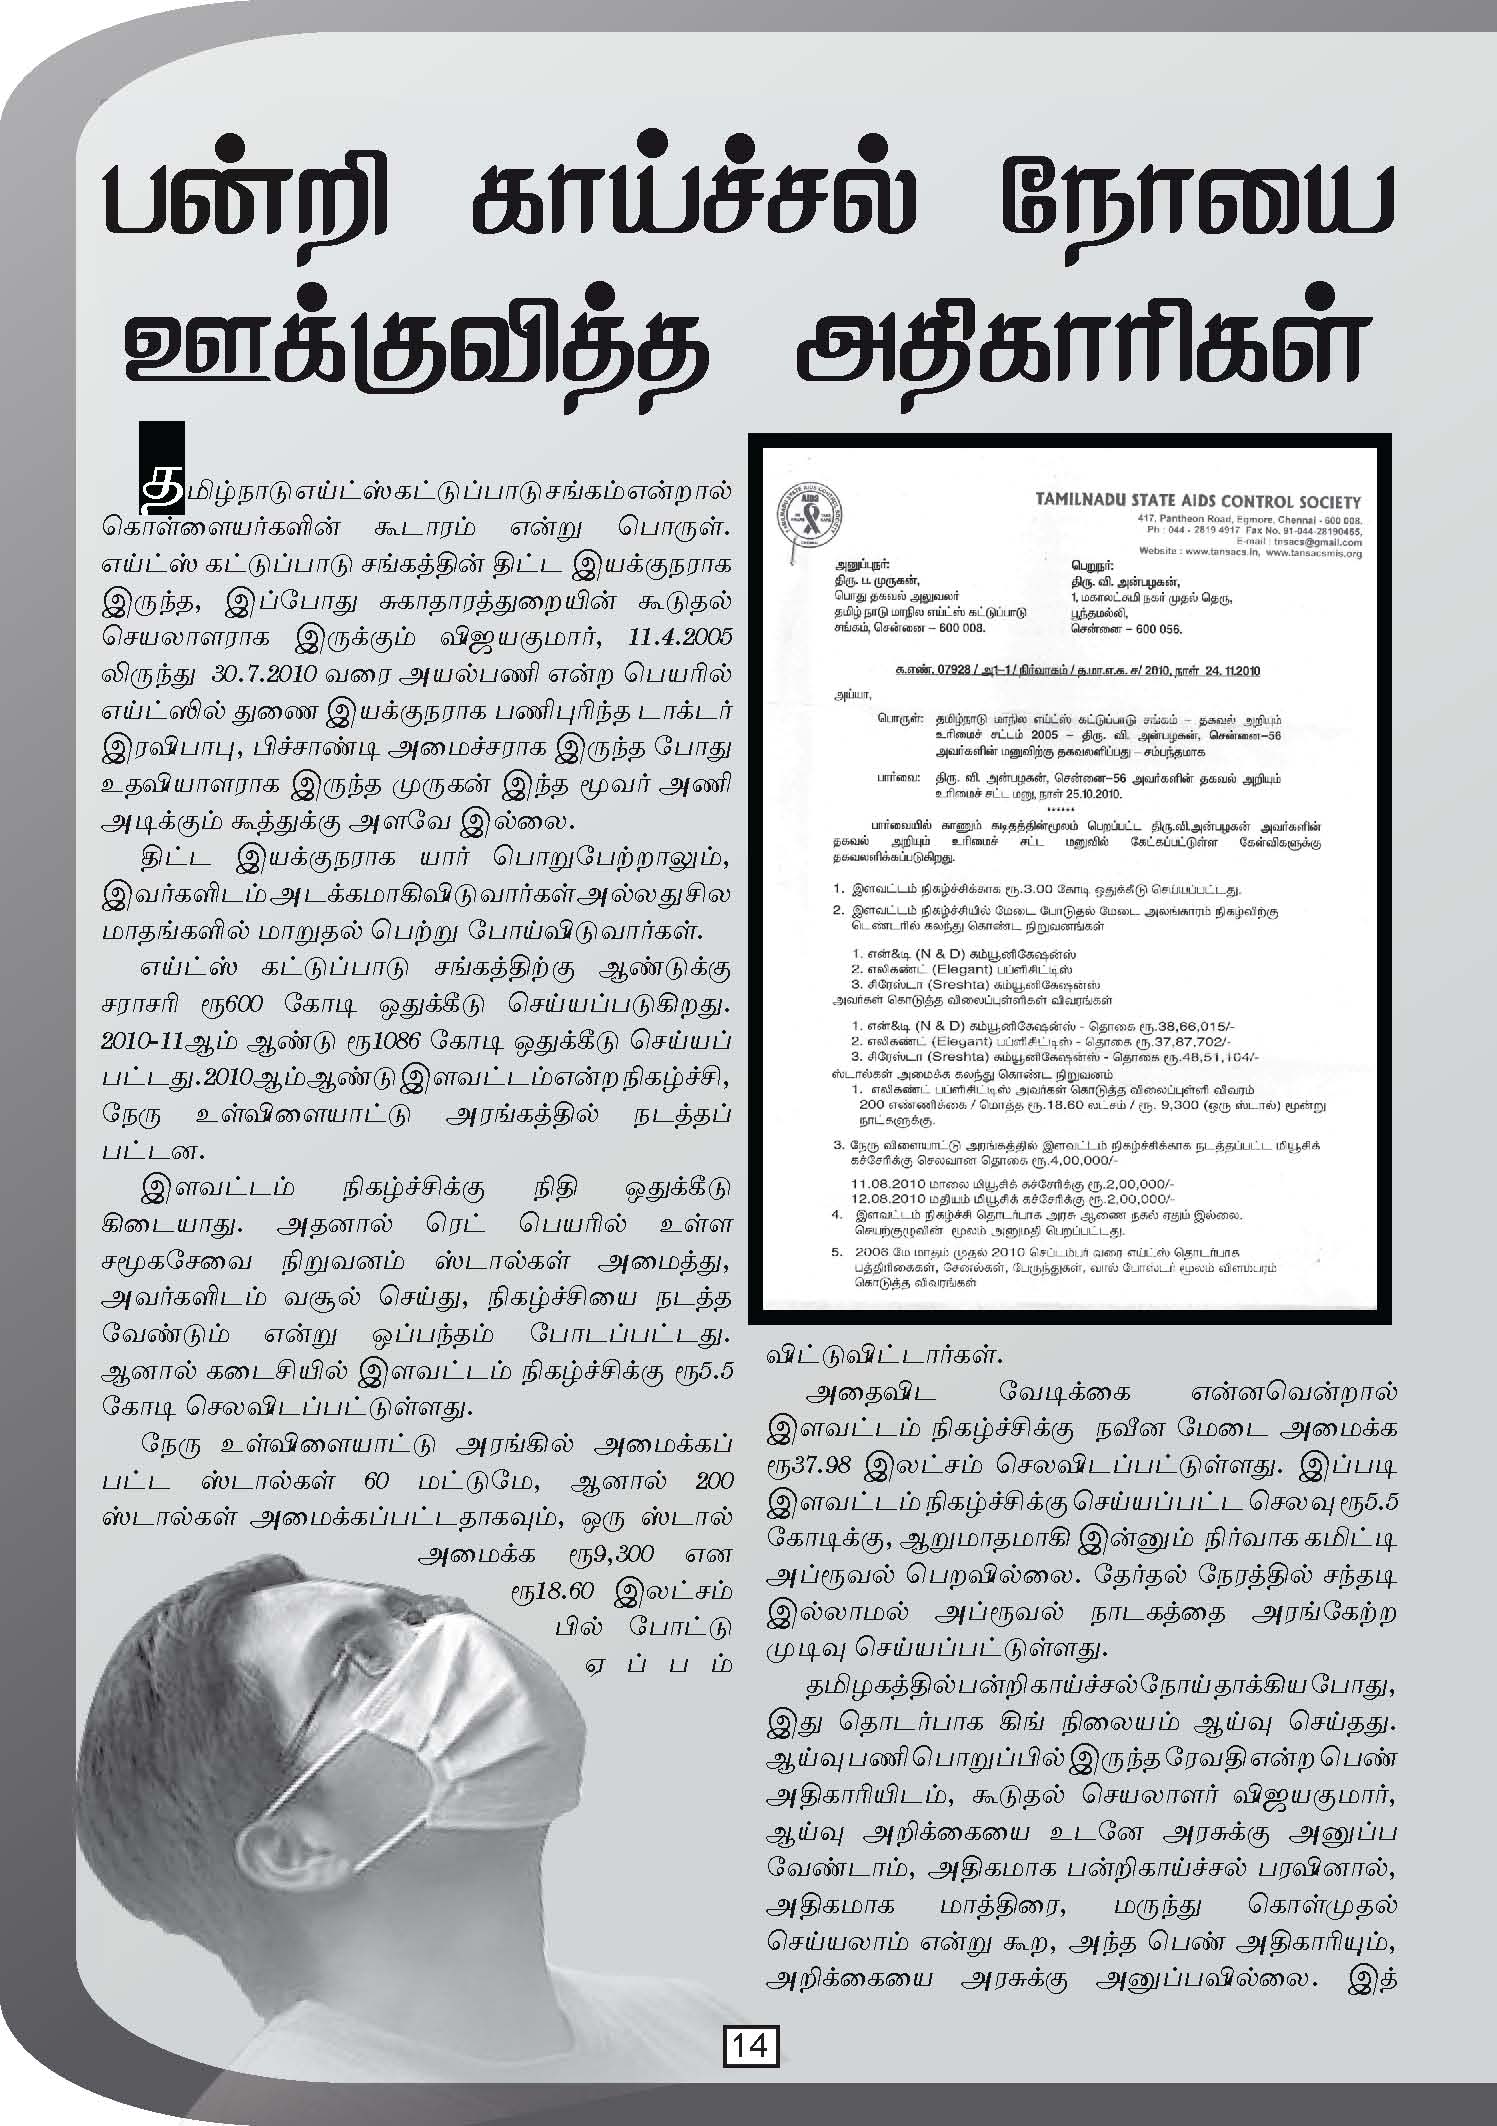 பன்றி காய்ச்சல் நோயை
ஊக்குவித்த அதிகாரிகள்
தமிழ்நாடு எய்ட்ஸ் கட்டுப்பாடு சங்கம் என்றால்
கொள்ளையர்களின் கூடாரம் என்று பொருள்.
எய்ட்ஸ் கட்டுப்பாடு சங்கத்தின் திட்ட இயக்குநராக
இருந்த, இப்போது சுகாதாரத்துறையின் கூடுதல்
செயலாளராக இருக்கும் விஜயகுமார், 11.4.2005
லிருந்து 30.7.2010 வரை அயல்பணி என்ற பெயரில்
எய்ட்ஸில் துணை இயக்குநராக பணிபுரிந்த டாக்டர்
இரவிபாபு, பிச்சாண்டி அமைச்சராக இருந்த போது
உதவியாளராக இருந்த முருகன் இந்த மூவர் அணி
அடிக்கும் கூத்துக்கு அளவே இல்லை.
திட்ட இயக்குநராக யார் பொறுபேற்றாலும்,
இவர்களிடம் அடக்கமாகிவிடுவார்கள் அல்லது சில
மாதங்களில் மாறுதல் பெற்று போய்விடுவார்கள்.
எய்ட்ஸ் கட்டுப்பாடு சங்கத்திற்கு ஆண்டுக்கு
சராசரி ரூ600 கோடி ஒதுக்கீடு செய்யப்படுகிறது.
2010-11ஆம் ஆண்டு ரூ1086 கோடி ஒதுக்கீடு செய்யப்
பட்டது. 2010ஆம் ஆண்டு இளவட்டம் என்ற நிகழ்ச்சி,
நேரு உள்விளையாட்டு அரங்கத்தில் நடத்தப்
பட்டன.
இளவட்டம் நிகழ்ச்சிக்கு நிதி ஒதுக்கீடு
கிடையாது. அதனால் ரெட் பெயரில் உள்ள
சமூகசேவை நிறுவனம் ஸ்டால்கள் அமைத்து,
அவர்களிடம் வசூல் செய்து, நிகழ்ச்சியை நடத்த
வேண்டும் என்று ஒப்பந்தம் போடப்பட்டது.
ஆனால் கடைசியில் இளவட்டம் நிகழ்ச்சிக்கு ரூ5.5
கோடி செலவிடப்பட்டுள்ளது.
நேரு உள்விளையாட்டு அரங்கில் அமைக்கப்
பட்ட ஸ்டால்கள் 60 மட்டுமே, ஆனால் 200
ஸ்டால்கள் அமைக்கப்பட்டதாகவும், ஒரு ஸ்டால்
அமைக்க ரூ9,300 என
ரூ18.60 இலட்சம்
பில் போட்டு
ஏப்பம்
TAMILNADU STATE AIDS CONTROL SOCIETY
417, Pantheon Road, Egmore, Chennai - 600 008.
Ph : 044 - 2819 4917 Fax No. 91-044-28190465,
E-mail : tnsacs@gmail.com
Website : www.tansacs.in, www.tansacsmis.org
AIDS
அனுப்புநர்:
திரு. ப. முருகன்,
பொது தகவல் அலுவலர்
தமிழ் நாடு மாநில எய்ட்ஸ் கட்டுப்பாடு
சங்கம், சென்னை – 600 008.
பெறுநர்:
திரு. வி. அன்பழகன்,
1, மகாலட்சுமி நகர் முதல் தெரு,
பூந்தமல்லி,
சென்னை – 600 056.
க.எண். 07928 / அ1–1/ நிர்வாகம் / த.மா.எ.க. ச/ 2010, நாள் 24.11.2010
அய்யா,
பொருள்: தமிழ்நாடு மாநில எய்ட்ஸ் கட்டுப்பாடு சங்கம் – தகவல் அறியும்
உரிமைச் சட்டம் 2005 – திரு. வி. அன்பழகன், சென்னை–56
அவர்களின் மனுவிற்கு தகவலளிப்பது – சம்பந்தமாக
பார்வை: திரு. வி. அன்பழகன், சென்னை–56 அவர்களின் தகவல் அறியும்
உரிமைச் சட்ட மனு, நாள் 25.10.2010.
******
பார்வையில் காணும் கடிதத்தின்மூலம் பெறப்பட்ட திரு.வி.அன்பழகன் அவர்களின்
தகவல் அறியும் உரிமைச் சட்ட மனுவில் கேட்கப்பட்டுள்ள கேள்விகளுக்கு
தகவலளிக்கப்படுகிறது.
1. இளவட்டம் நிகழ்ச்சிக்காக ரூ.3.00 கோடி ஒதுக்கீடு செய்யப்பட்டது.
2. இளவட்டம் நிகழ்ச்சியில் மேடை போடுதல் மேடை அலங்காரம் நிகழ்விற்கு
டெண்டரில் கலந்து கொண்ட நிறுவனங்கள்
1. என்&டி (N & D) கம்யூனிகேஷன்ஸ்
2. எலிகண்ட் (Elegant) பப்ளிசிட்டிஸ்
3. சிரேஸ்டா (Sreshta) கம்யூனிகேஷன்ஸ்
அவர்கள் கொடுத்த விலைப்புள்ளிகள் விவரங்கள்
1. என்&டி (N & D) கம்யூனிகேஷன்ஸ் - தொகை ரூ.38,66,015/-
2. எலிகண்ட் (Elegant) பப்ளிசிட்டிஸ் - தொகை ரூ.37,87,702/-
3. சிரேஸ்டா (Sreshta) கம்யூனிகேஷன்ஸ் - தொகை ரூ.48,51,104/-
ஸ்டால்கள் அமைக்க கலந்து கொண்ட நிறுவனம்
1. எலிகண்ட் பப்ளிசிட்டிஸ் அவர்கள் கொடுத்த விலைப்புள்ளி விவரம்
200 எண்ணிக்கை / மொத்த ரூ.18.60 லட்சம் / ரூ. 9,300 (ஒரு ஸ்டால்) மூன்று
நாட்களுக்கு.
3. நேரு விளையாட்டு அரங்கத்தில் இளவட்டம் நிகழ்ச்சிக்காக நடத்தப்பட்ட மியூசிக்
கச்சேரிக்கு செலவான தொகை ரூ.4,00,000/-
11.08.2010 மாலை மியூசிக் கச்சேரிக்கு ரூ.2,00,000/-
12.08.2010 மதியம் மியூசிக் கச்சேரிக்கு ரூ.2,00,000/-
4. இளவட்டம் நிகழ்ச்சி தொடர்பாக அரசு ஆணை நகல் ஏதும் இல்லை.
செயற்குழுவின் மூலம் அனுமதி பெறப்பட்டது.
5. 2006 மே மாதம் முதல் 2010 செப்டம்பர் வரை எய்ட்ஸ் தொடர்பாக
பத்திரிகைகள், சேனல்கள், பேருந்துகள், வால் போஸ்டர் மூலம் விளம்பரம்
கொடுத்த விவரங்கள்
விட்டுவிட்டார்கள்.
அதைவிட வேடிக்கை என்னவென்றால்
இளவட்டம் நிகழ்ச்சிக்கு நவீன மேடை அமைக்க
ரூ37.98 இலட்சம் செலவிடப்பட்டுள்ளது. இப்படி
இளவட்டம் நிகழ்ச்சிக்கு செய்யப்பட்ட செலவு ரூ5.5
கோடிக்கு, ஆறுமாதமாகி இன்னும் நிர்வாக கமிட்டி
அப்ரூவல் பெறவில்லை. தேர்தல் நேரத்தில் சந்தடி
இல்லாமல் அப்ரூவல் நாடகத்தை அரங்கேற்ற
முடிவு செய்யப்பட்டுள்ளது.
தமிழகத்தில் பன்றி காய்ச்சல் நோய் தாக்கிய போது,
இது தொடர்பாக கிங் நிலையம் ஆய்வு செய்தது.
ஆய்வு பணி பொறுப்பில் இருந்த ரேவதி என்ற பெண்
அதிகாரியிடம், கூடுதல் செயலாளர் விஜயகுமார்,
ஆய்வு அறிக்கையை உடனே அரசுக்கு அனுப்ப
வேண்டாம், அதிகமாக பன்றிகாய்ச்சல் பரவினால்,
அதிகமாக மாத்திரை, மருந்து கொள்முதல்
செய்யலாம் என்று கூற, அந்த பெண் அதிகாரியும்,
அறிக்கையை அரசுக்கு அனுப்பவில்லை. இத்
14